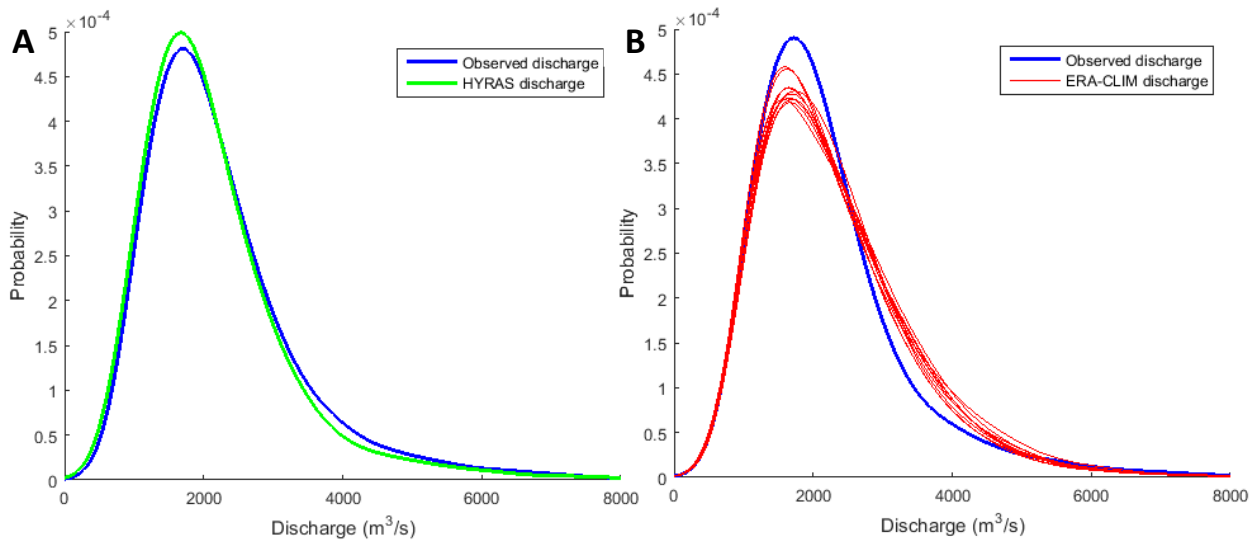 A
×10-4
5
4.5
4
3.5
3
2.5
2
1.5
1
0.5
0
Probability
0 2000 4000 6000 8000
Discharge (m3/s)
Observed discharge
HYRAS discharge
B
×10-4
5
4.5
4
3.5
3
2.5
2
1.5
1
0.5
0
Probability
0 2000 4000 6000 8000
Discharge (m3/s)
Observed discharge
ERA-CLIM discharge